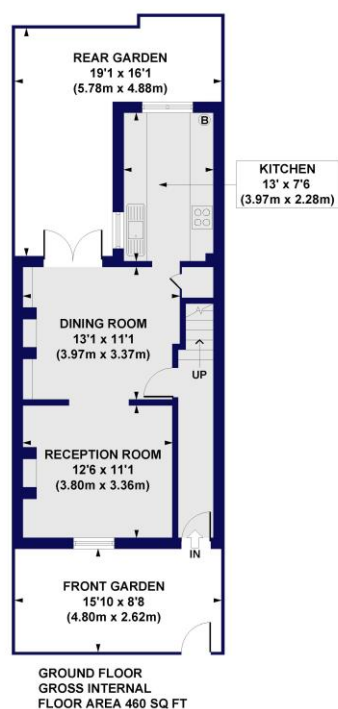 REAR GARDEN
19'1 x 16'1
(5.78m x 4.88m)
B
KITCHEN
13' x 7'6
(3.97m x 2.28m)
DINING ROOM
13'1 x 11'1
(3.97m x 3.37m)
UP
RECEPTION ROOM
12'6 x 11'1
(3.80m x 3.36m)
IN
FRONT GARDEN
15'10 x 8'8
(4.80m x 2.62m)
GROUND FLOOR
GROSS INTERNAL
FLOOR AREA 460 SQ FT